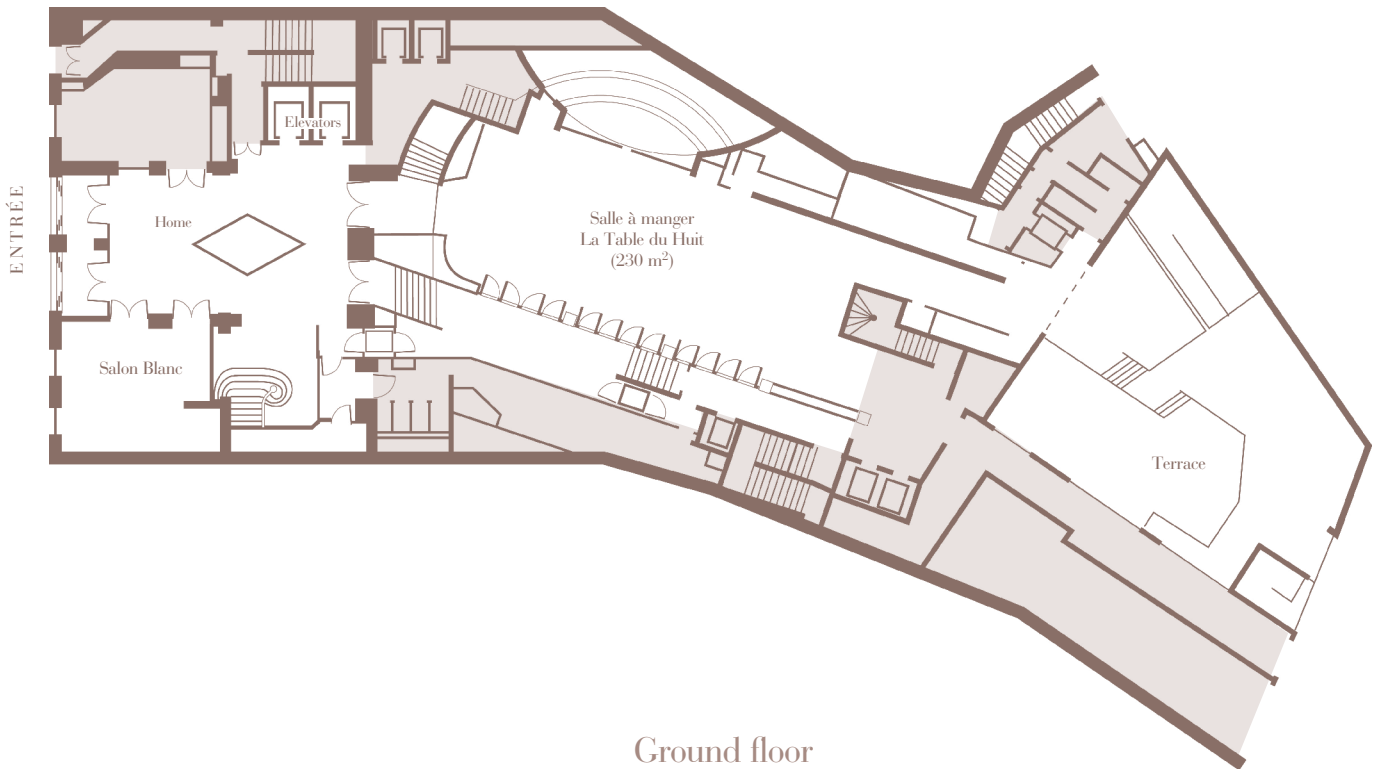 Elevators
ENTRÉE
Home
Salle à manger
La Table du Huit
(230 m²)
Salon Blanc
Terrace
Ground floor